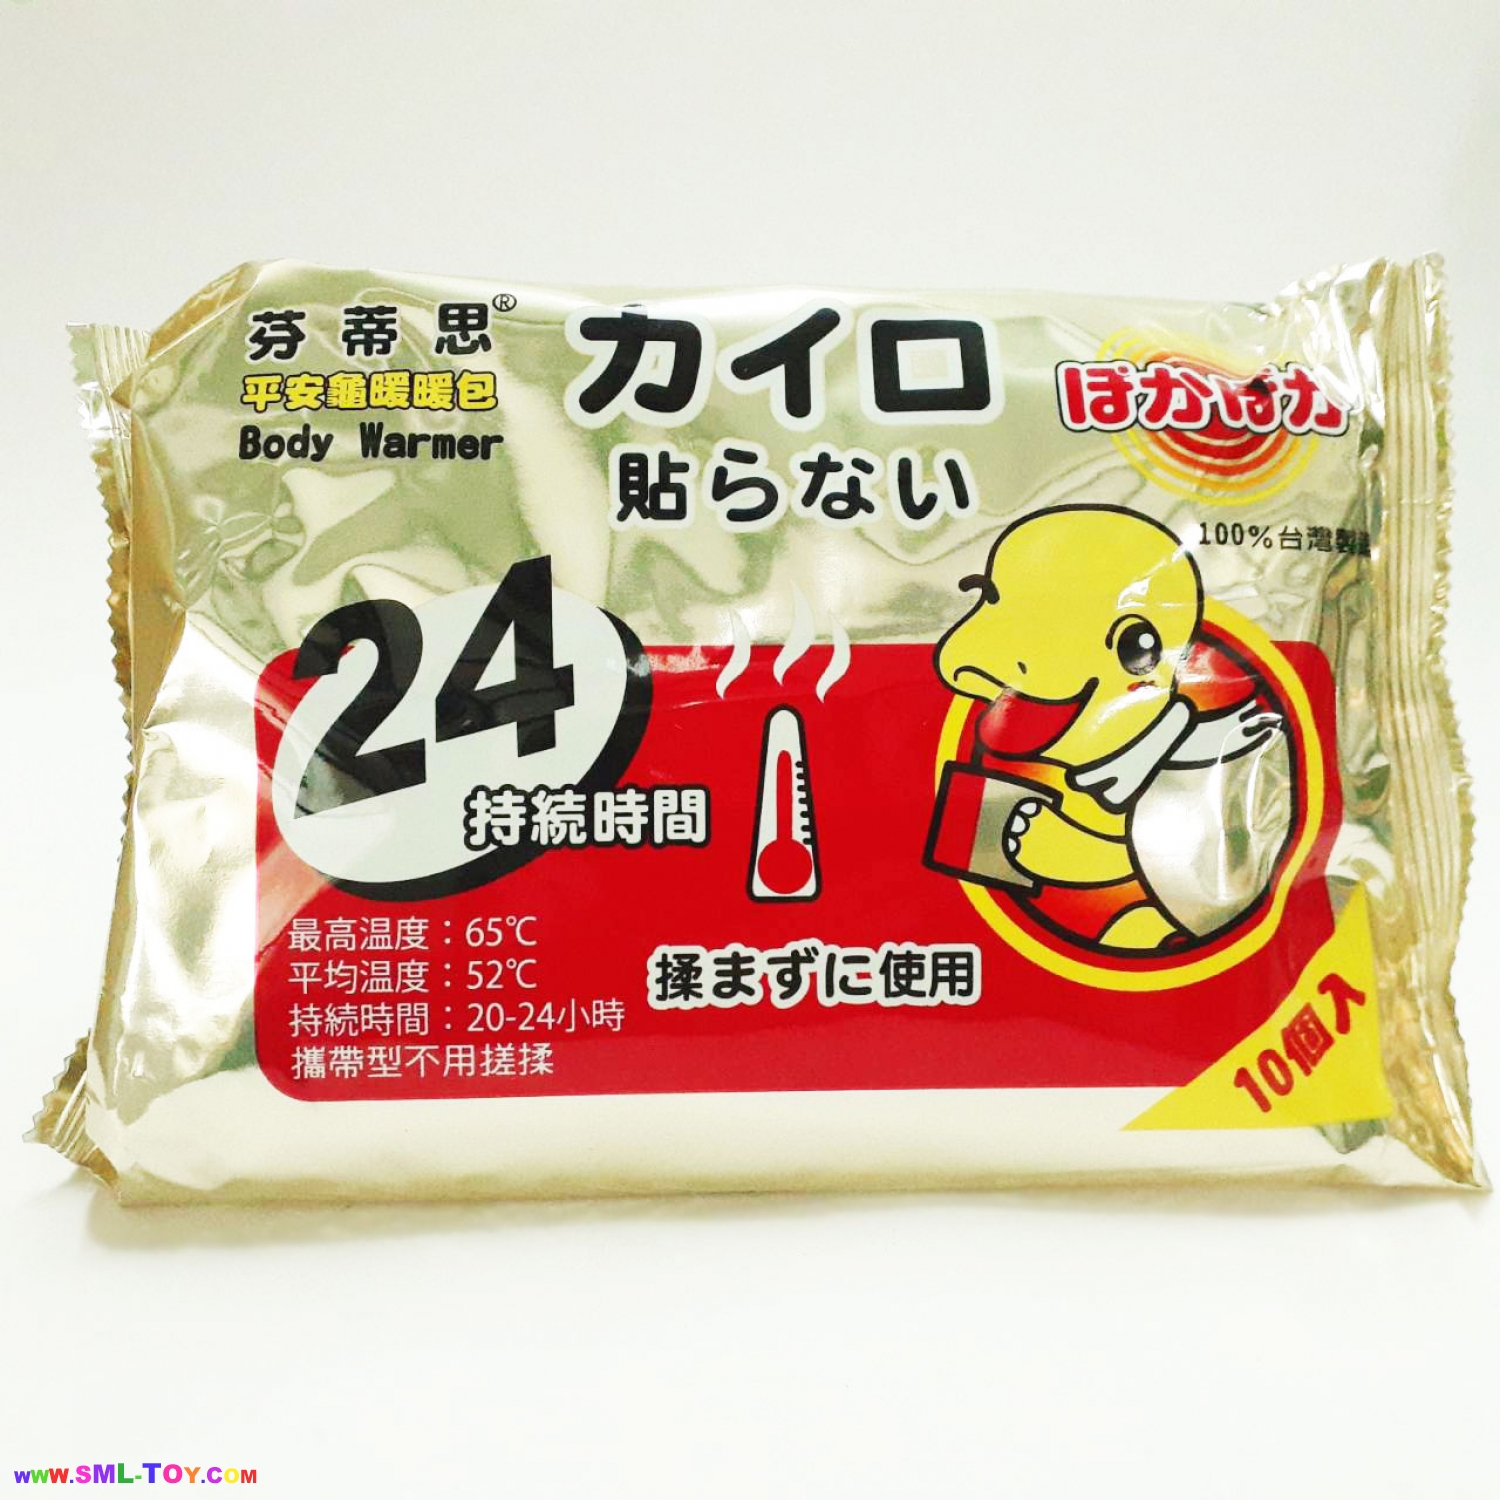 芬蒂思®
平安龜暖暖包
Body Warmer
カイロ
貼らない
ぽかぽか
100%台灣製造
24
持続時間
最高温度：65℃
平均温度：52℃
持続時間：20-24小時
攜帶型不用搓揉
揉まずに使用
10個入
www.SML-TOY.COM